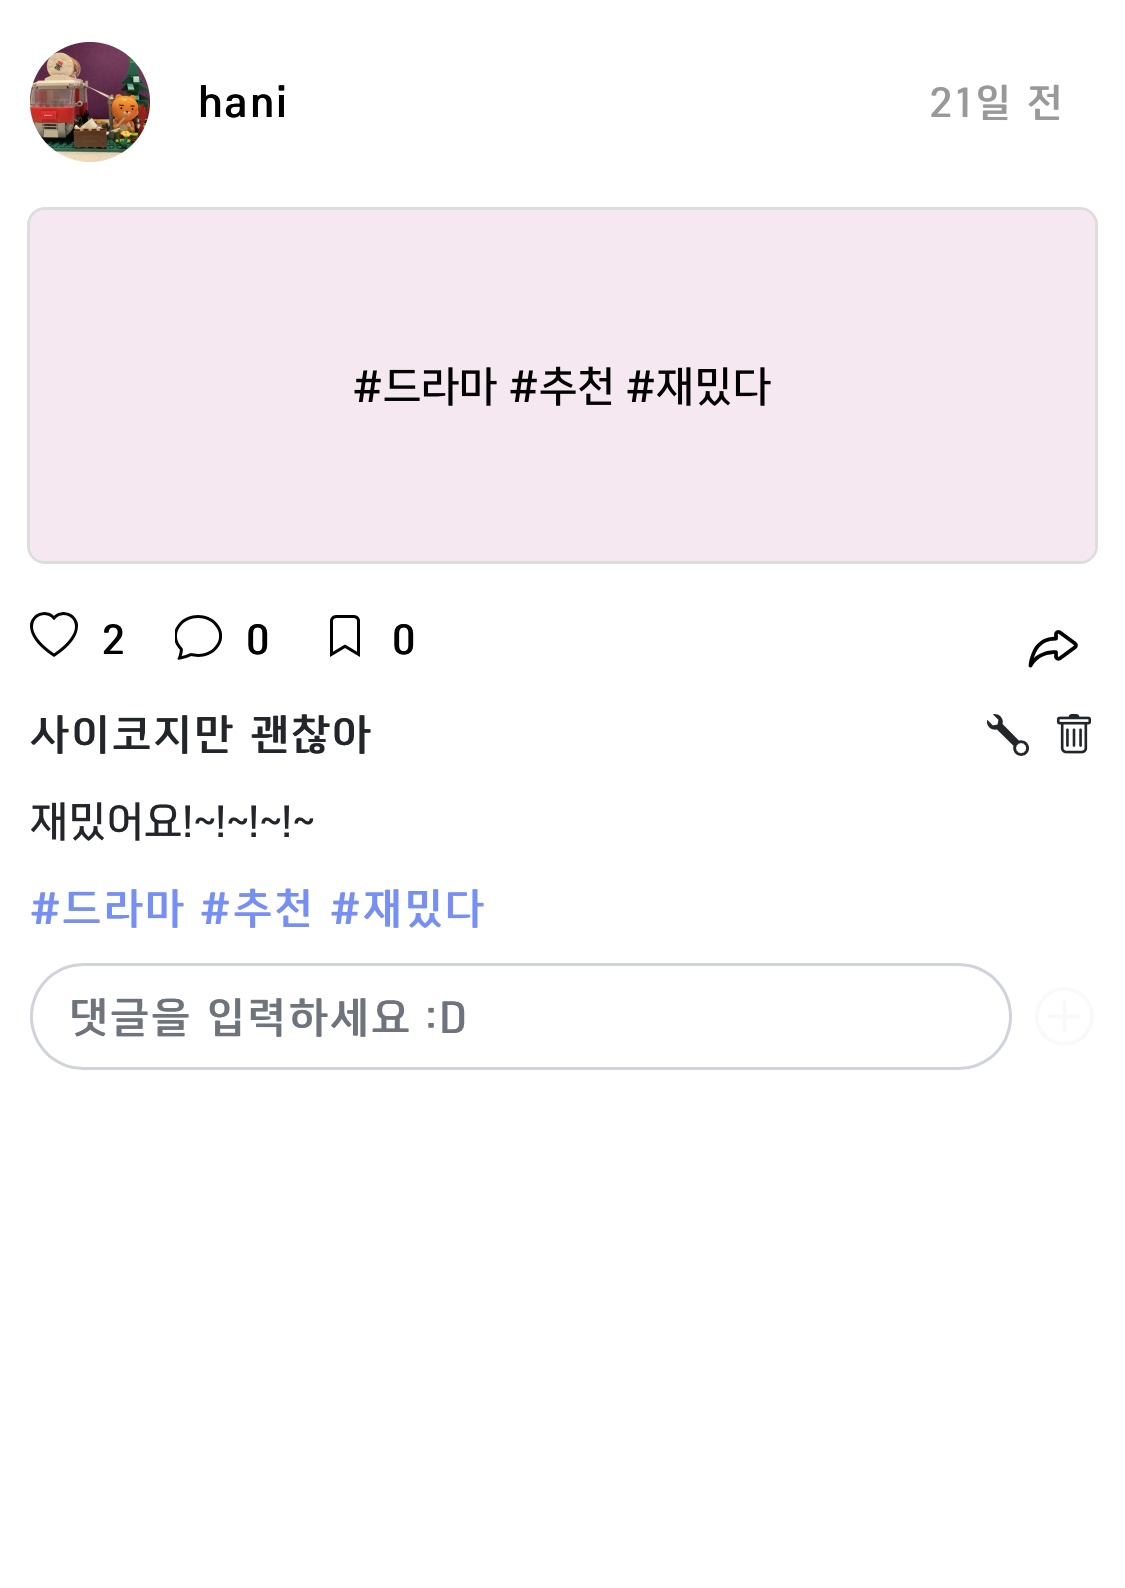 hani
21일 전
#드라마 #추천 #재밌다
2 0 0
사이코지만 괜찮아
재밌어요!~!~!~!~
#드라마 #추천 #재밌다
댓글을 입력하세요 :D